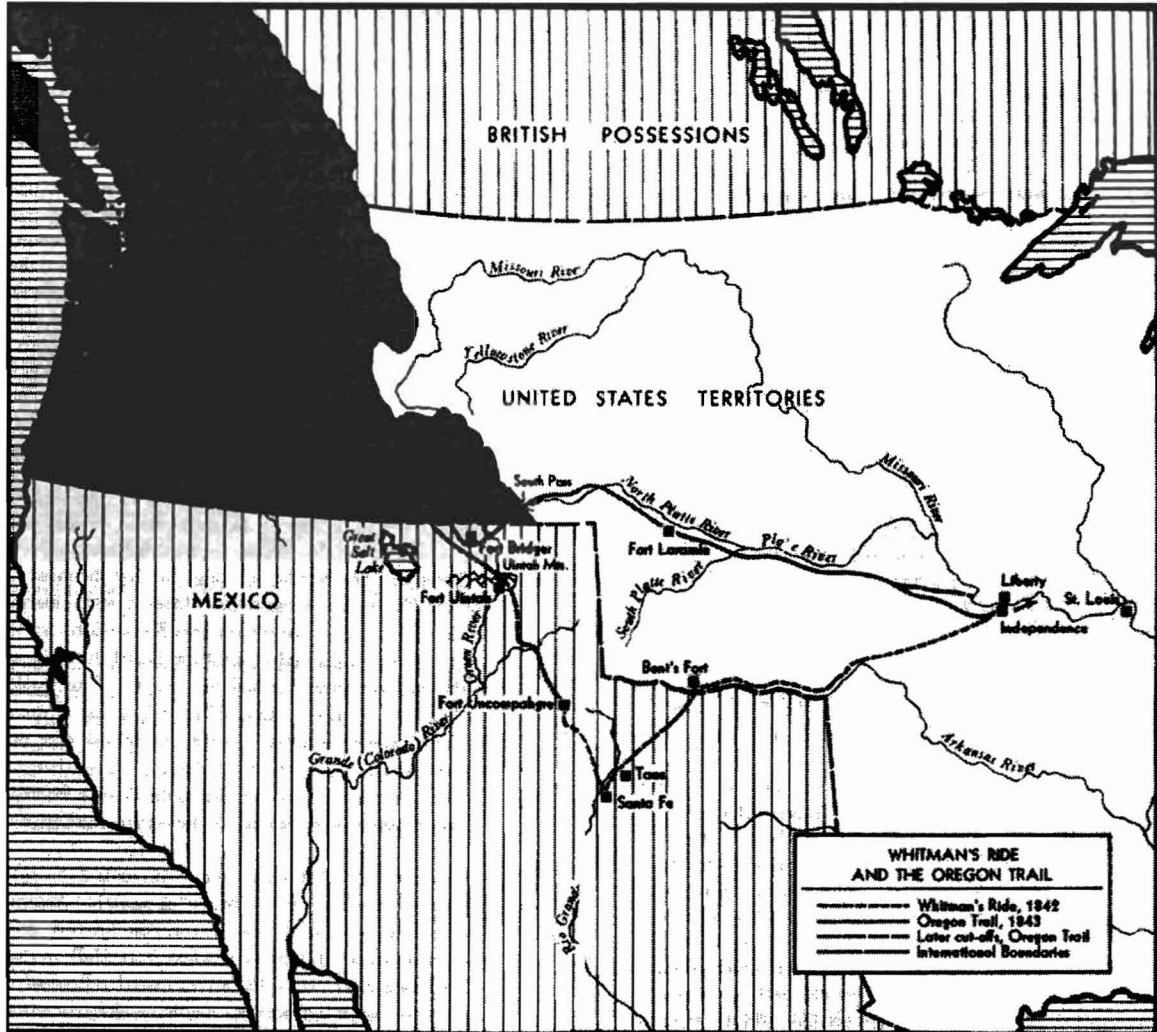 BRITISH POSSESSIONS
Missouri River
Yellowstone River
UNITED STATES TERRITORIES
Missouri River
South Pass
North Platte River
Great
Salt
Lake
Fort Bridger
Uintah Mts.
Fort Laramie
River
South Platte River
Fort Uintah
MEXICO
Liberty
St. Louis
Independence
Green River
Bent's Fort
Fort Uncompahgre
Grande (Colorado) River
Arkansas River
Taos
Santa Fe
Rio Grande
WHITMAN'S RIDE
AND THE OREGON TRAIL
Whitman's Ride, 1842
Oregon Trail, 1843
Later cut-offs, Oregon Trail
International Boundaries